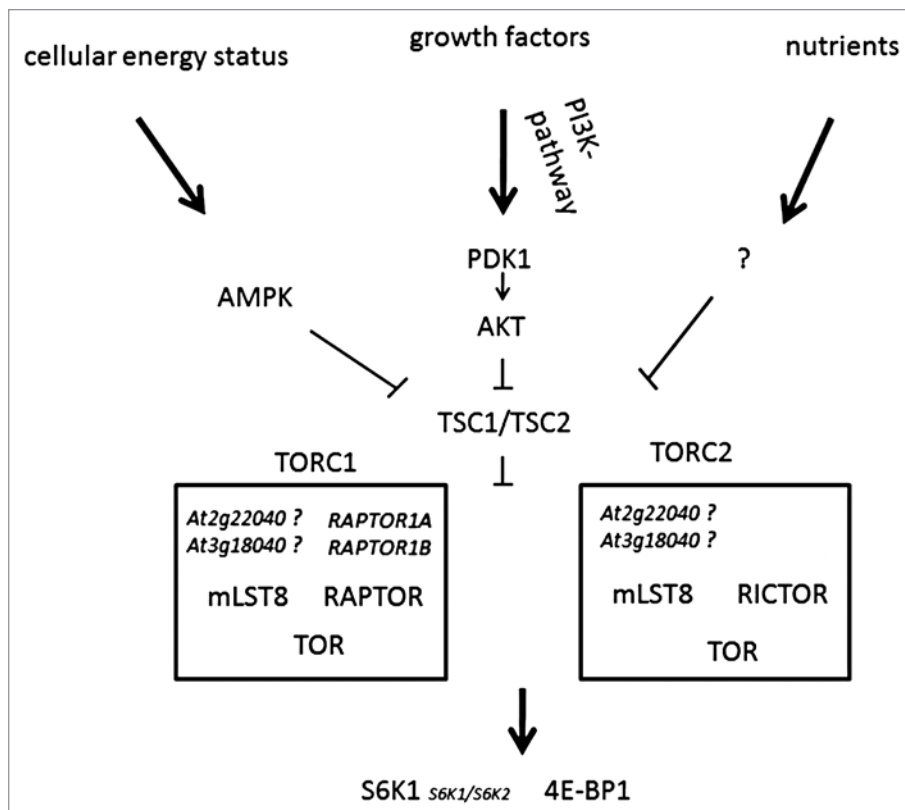 cellular energy status
growth factors
nutrients
PI3K-
pathway
PDK1
?
AMPK
AKT
TSC1/TSC2
TORC1
TORC2
At2g22040 ? RAPTOR1A
At3g18040 ? RAPTOR1B
mLST8 RAPTOR
TOR
At2g22040 ?
At3g18040 ?
mLST8 RICTOR
TOR
S6K1 S6K1/S6K2 4E-BP1